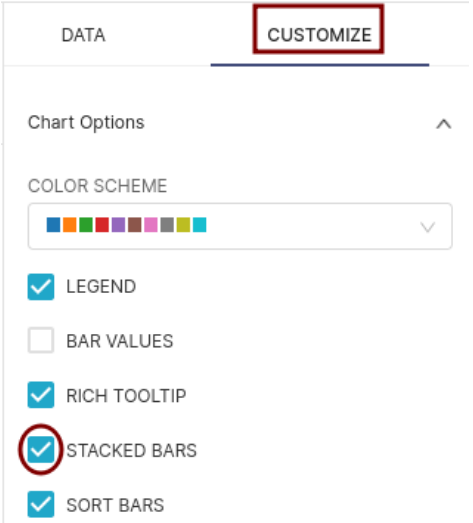 DATA
CUSTOMIZE
Chart Options
COLOR SCHEME
LEGEND
BAR VALUES
RICH TOOLTIP
STACKED BARS
SORT BARS